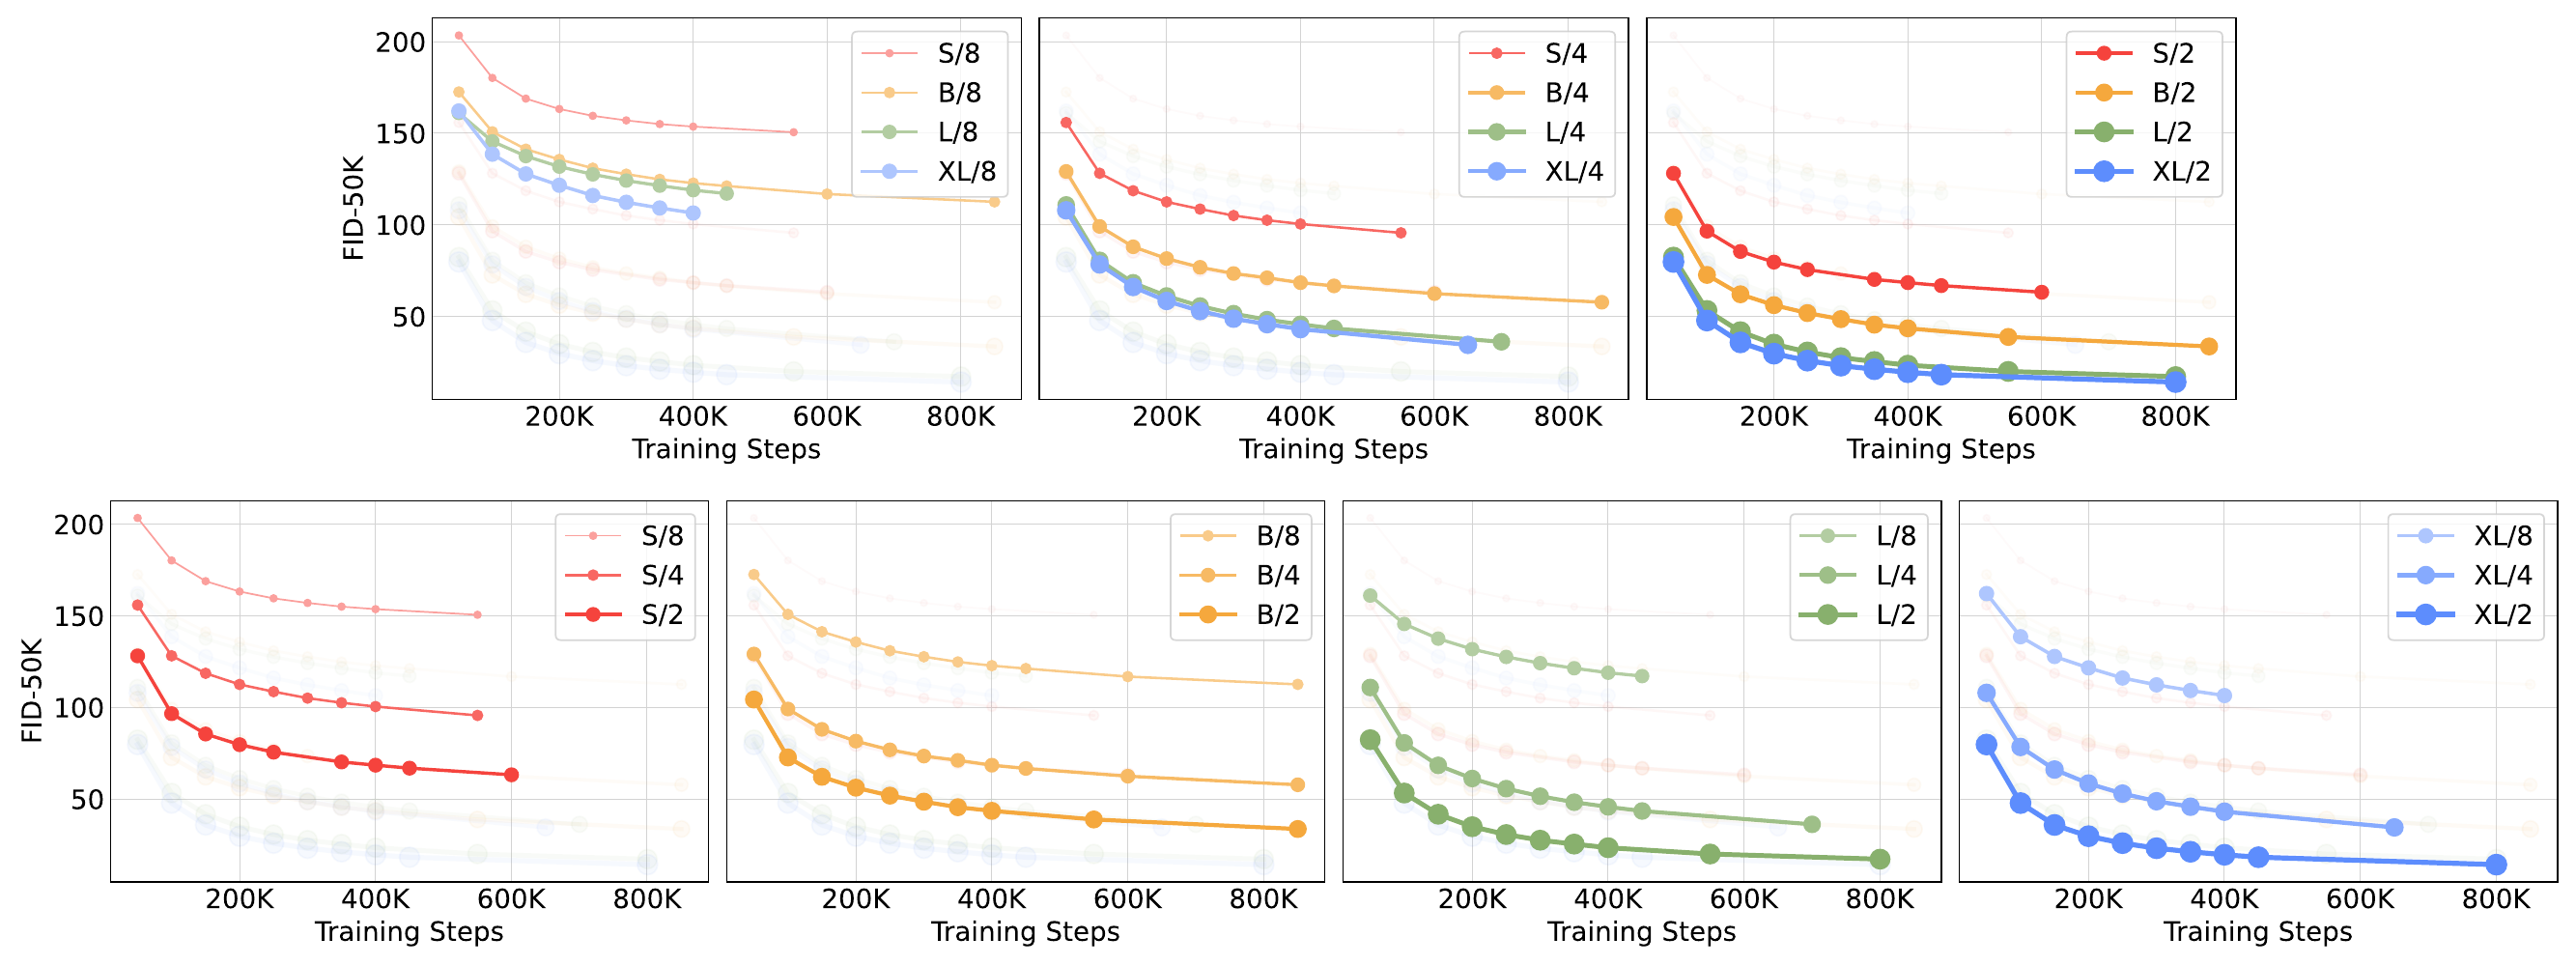 FID-50K
200
150
100
50
S/8
B/8
L/8
XL/8
200K 400K 600K 800K
Training Steps
S/4
B/4
L/4
XL/4
200K 400K 600K 800K
Training Steps
S/2
B/2
L/2
XL/2
200K 400K 600K 800K
Training Steps
FID-50K
200
150
100
50
S/8
S/4
S/2
200K 400K 600K 800K
Training Steps
B/8
B/4
B/2
200K 400K 600K 800K
Training Steps
L/8
L/4
L/2
200K 400K 600K 800K
Training Steps
XL/8
XL/4
XL/2
200K 400K 600K 800K
Training Steps